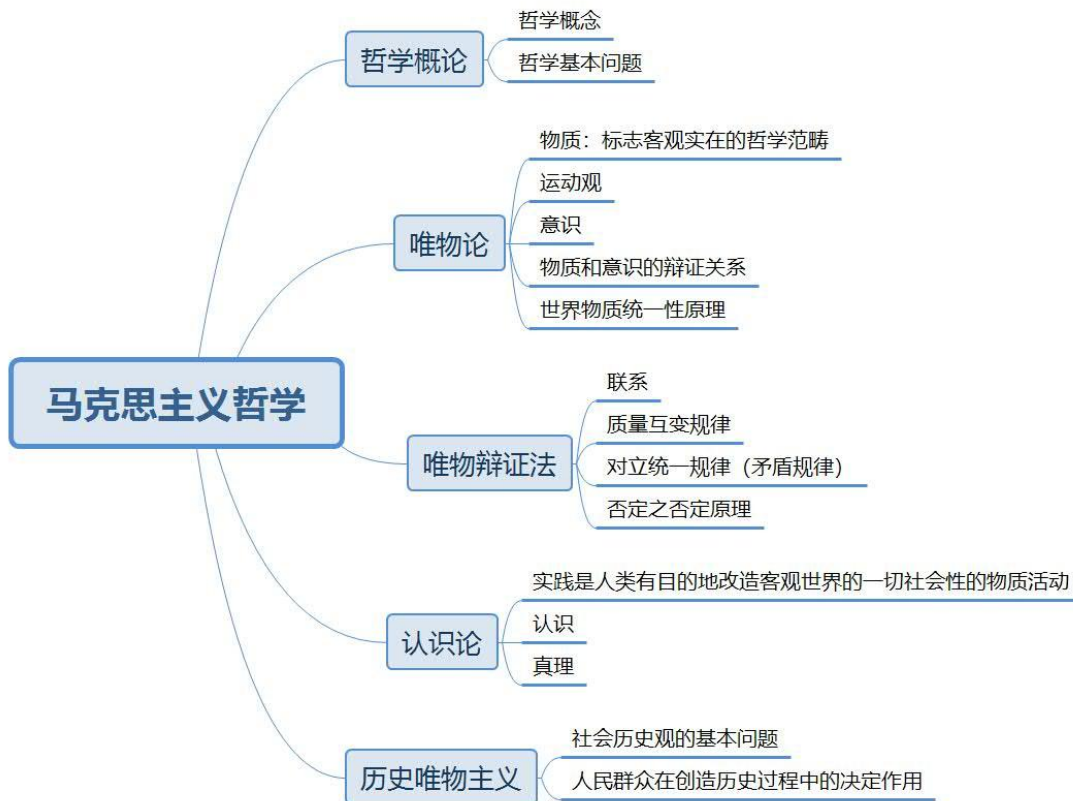 马克思主义哲学
哲学概论
哲学概念
哲学基本问题
唯物论
物质：标志客观实在的哲学范畴
运动观
意识
物质和意识的辩证关系
世界物质统一性原理
唯物辩证法
联系
质量互变规律
对立统一规律（矛盾规律）
否定之否定原理
认识论
实践是人类有目的地改造客观世界的一切社会性的物质活动
认识
真理
历史唯物主义
社会历史观的基本问题
人民群众在创造历史过程中的决定作用